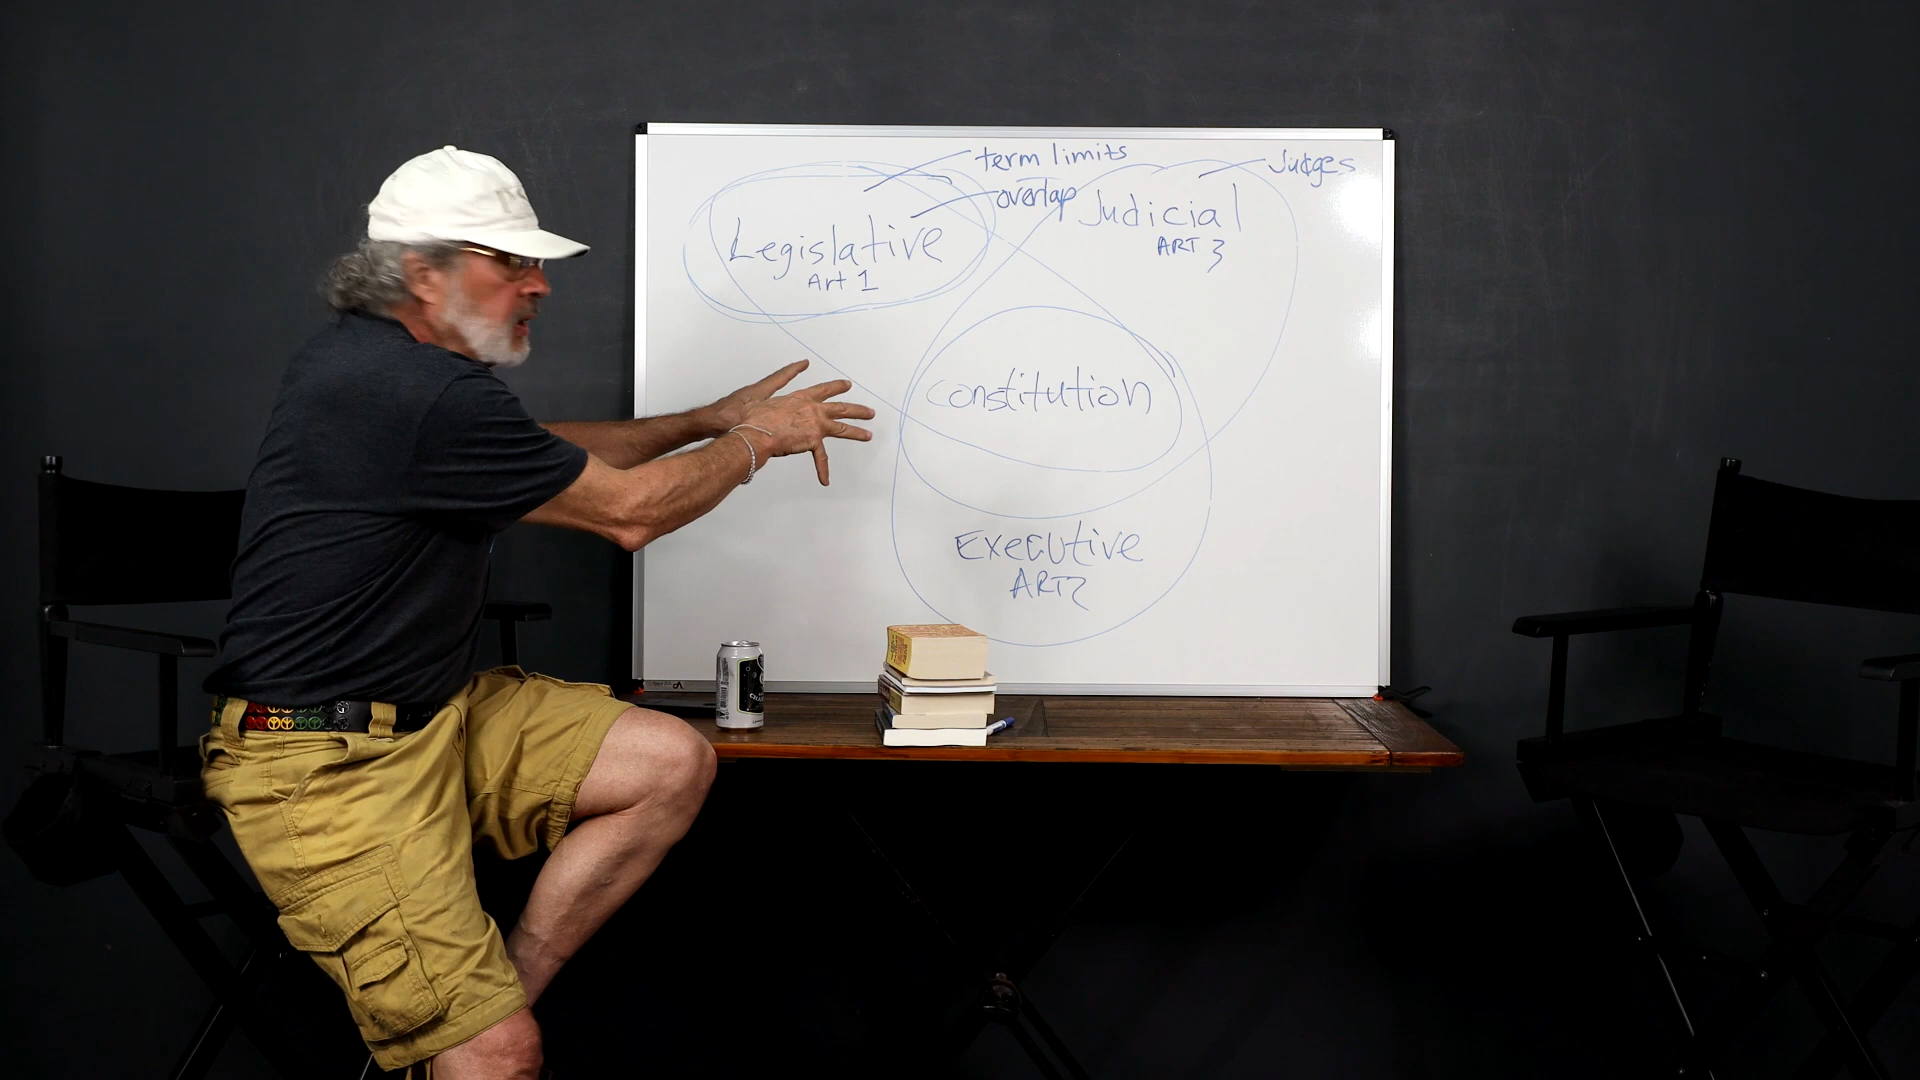 term limits
overlap
Judges
Legislative
Art 1
Judicial
ART 3
Constitution
Executive
ART 2